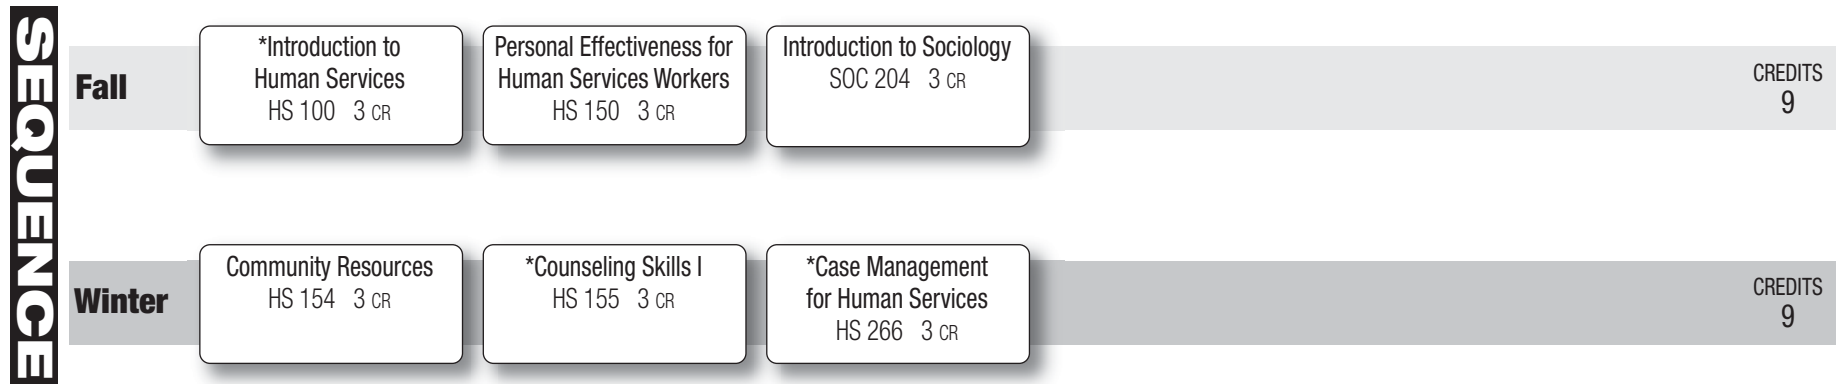 SEQUENCE
Fall
*Introduction to
Human Services
HS 100 3 CR
Personal Effectiveness for
Human Services Workers
HS 150 3 CR
Introduction to Sociology
SOC 204 3 CR
CREDITS
9
Winter
Community Resources
HS 154 3 CR
*Counseling Skills I
HS 155 3 CR
*Case Management
for Human Services
HS 266 3 CR
CREDITS
9